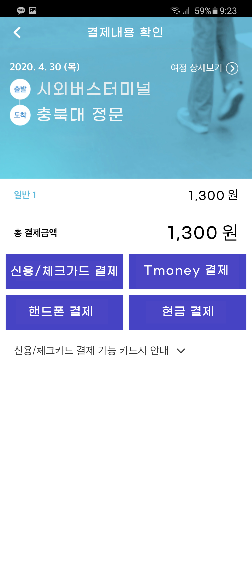 59% 9:23
결제내용 확인
2020. 4. 30 (목)
여정 상세보기
출발 시외버스터미널
도착 충북대 정문
일반 1 1,300 원
총 결제금액 1,300 원
신용/체크카드 결제 Tmoney 결제
핸드폰 결제 현금 결제
신용/체크카드 결제 가능 카드사 안내